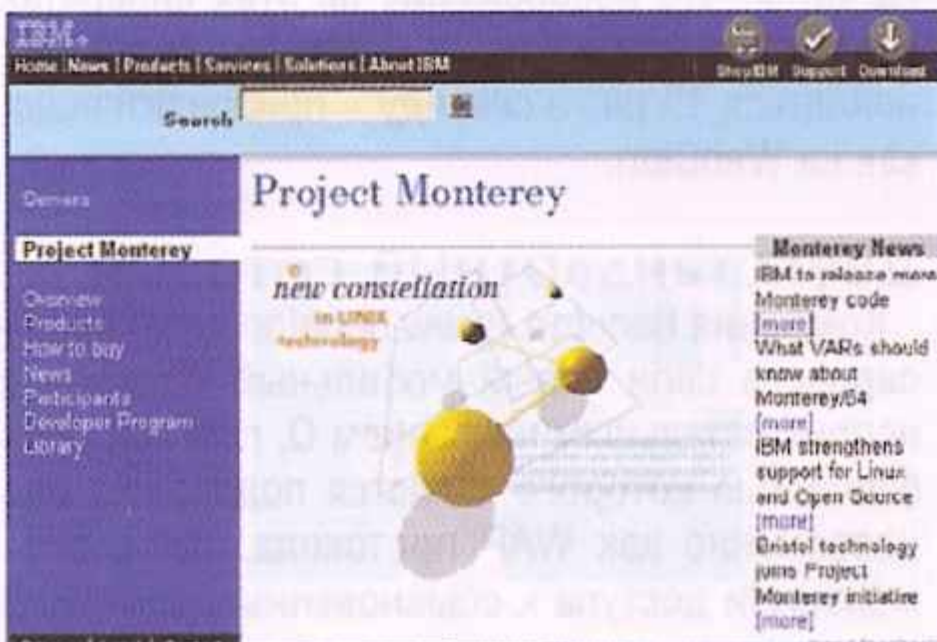 IBM
Home | News | Products | Services | Solutions | About IBM
Shop IBM Support Download
Search
Project Monterey
Servers
Project Monterey
Overview
Products
How to buy
News
Participants
Developer Program
Library
new constellation
in UNIX
technology
Monterey News
IBM to release more
Monterey code
[more]
What VARs should
know about
Monterey/64
[more]
IBM strengthens
support for Linux
and Open Source
[more]
Bristol technology
joins Project
Monterey initiative
[more]